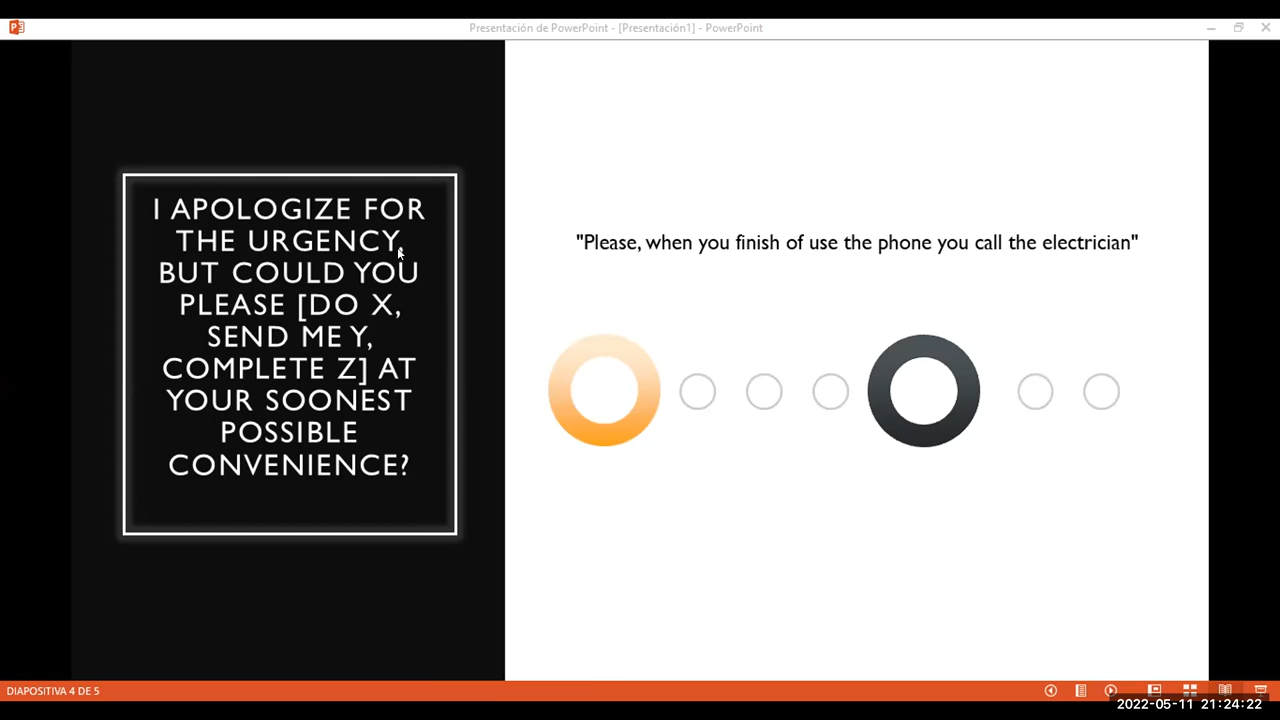 Presentación de PowerPoint - [Presentación1] - PowerPoint
I APOLOGIZE FOR
THE URGENCY,
BUT COULD YOU
PLEASE [DO X,
SEND ME Y,
COMPLETE Z] AT
YOUR SOONEST
POSSIBLE
CONVENIENCE?
"Please, when you finish of use the phone you call the electrician"
DIAPOSITIVA 4 DE 5
2022-05-11 21:24:22